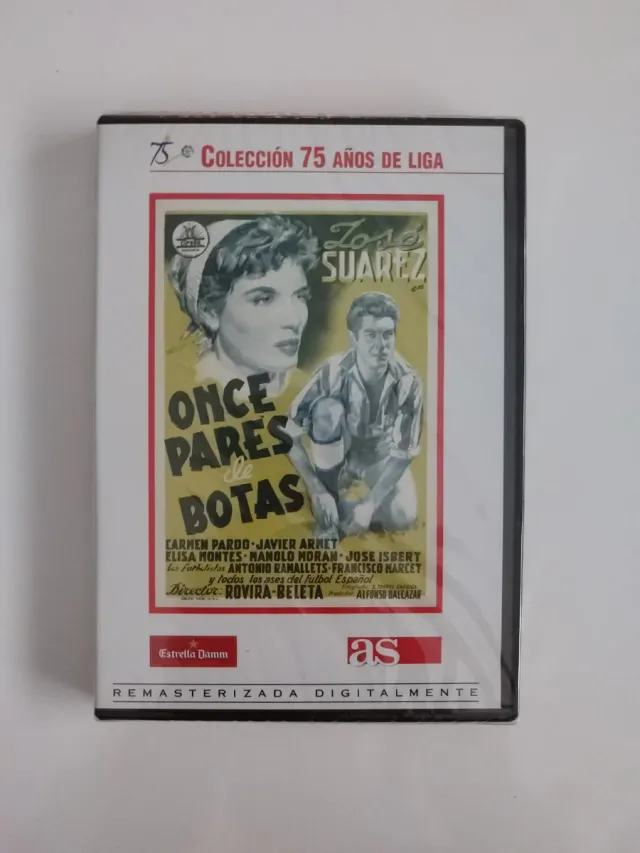 75 COLECCIÓN 75 AÑOS DE LIGA
José
SUAREZ
en
ONCE
PARES
de
BOTAS
CARMEN PARDO - JAVIER ARMET
ELISA MONTES - MANOLO MORAN - JOSE ISBERT
Los Futbolistas ANTONIO RAMALLETS - FRANCISCO MARCET
y todos los ases del futbol Español
Director: ROVIRA-BELETA
ALFONSO BALCAZAR
Estrella Damm
as
REMASTERIZADA DIGITALMENTE